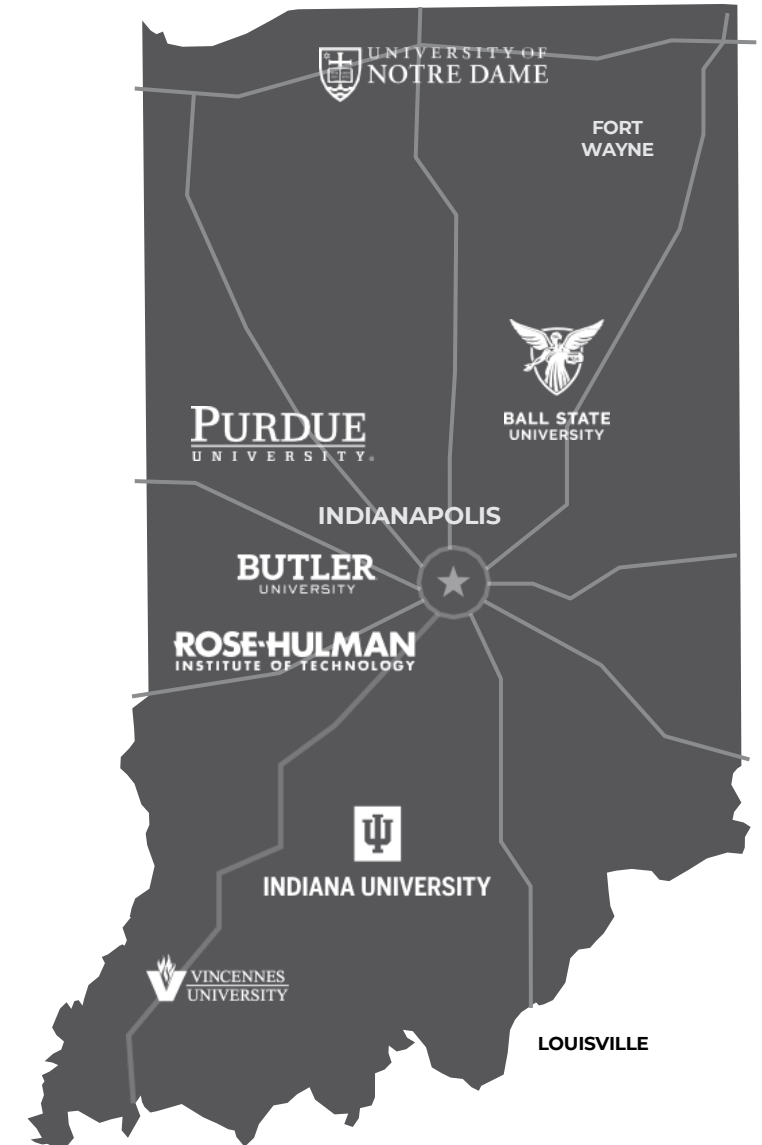 UNIVERSITY OF
NOTRE DAME
FORT
WAYNE
BALL STATE
UNIVERSITY
PURDUE
UNIVERSITY®
INDIANAPOLIS
BUTLER
UNIVERSITY
ROSE-HULMAN
INSTITUTE OF TECHNOLOGY
INDIANA UNIVERSITY
VINCENNES
UNIVERSITY
LOUISVILLE